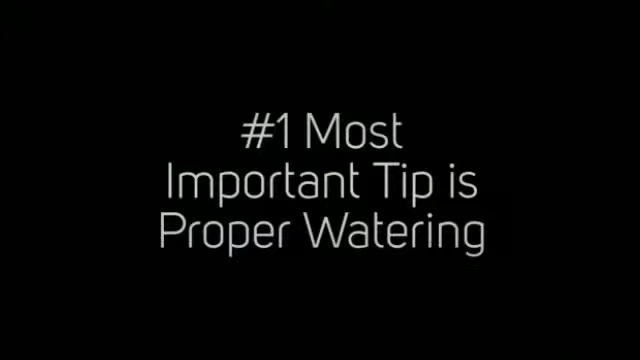 #1 Most
Important Tip is
Proper Watering